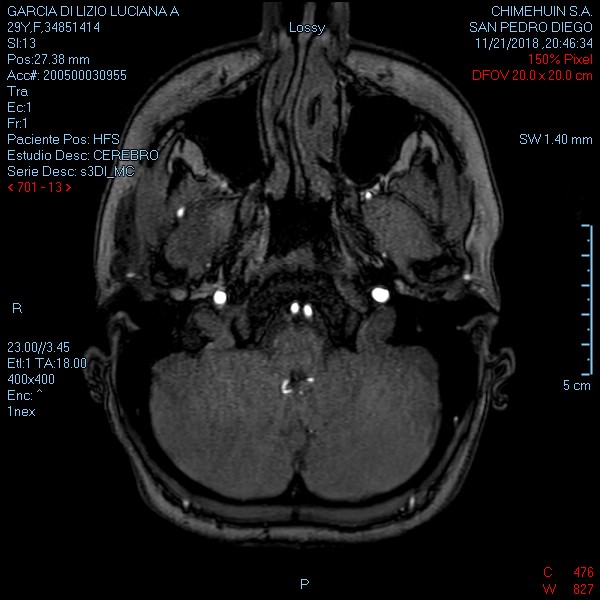 GARCIA DI LIZIO LUCIANA A
29Y,F,34851414
Sl:13
Pos:27.38 mm
Acc#: 200500030955
Tra
Ec:1
Fr:1
Paciente Pos: HFS
Estudio Desc: CEREBRO
Serie Desc: s3DI_MC
< 701 - 13 >
Lossy
CHIMEHUIN S.A.
SAN PEDRO DIEGO
11/21/2018 ,20:46:34
150% Pixel
DFOV 20.0 x 20.0 cm
SW 1.40 mm
R
23.00//3.45
Etl:1 TA:18.00
400x400
Enc: ^
1nex
5 cm
P
C 476
W 827